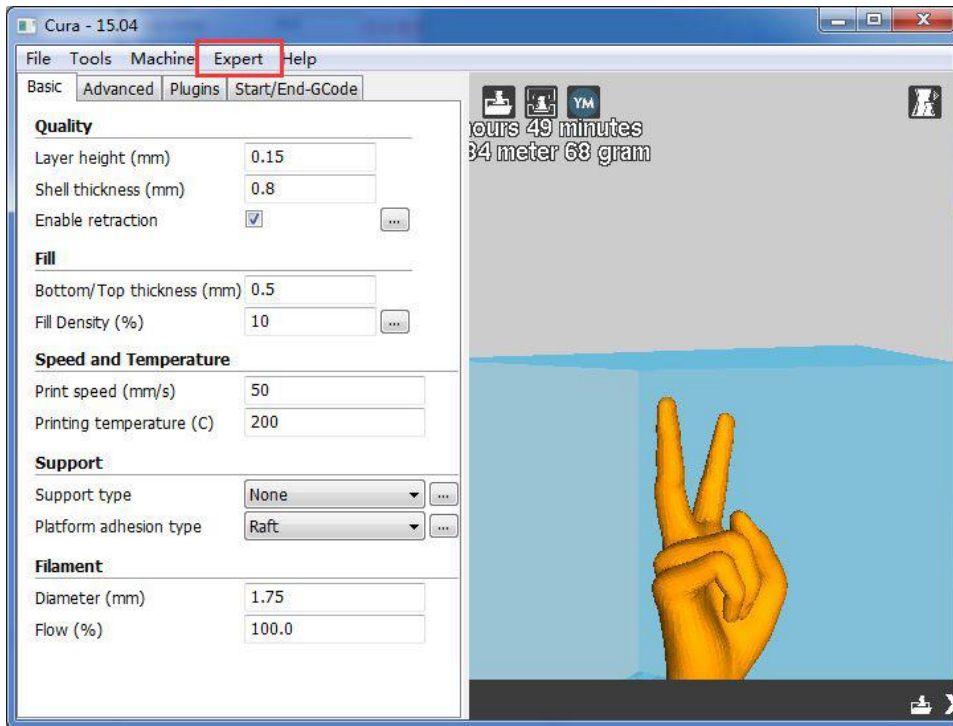 Cura - 15.04
File Tools Machine Expert Help
Basic Advanced Plugins Start/End-GCode
Quality
Layer height (mm) 0.15
Shell thickness (mm) 0.8
Enable retraction ...
Fill
Bottom/Top thickness (mm) 0.5
Fill Density (%) 10 ...
Speed and Temperature
Print speed (mm/s) 50
Printing temperature (C) 200
Support
Support type None ...
Platform adhesion type Raft ...
Filament
Diameter (mm) 1.75
Flow (%) 100.0
YM
ours 49 minutes
34 meter 68 gram